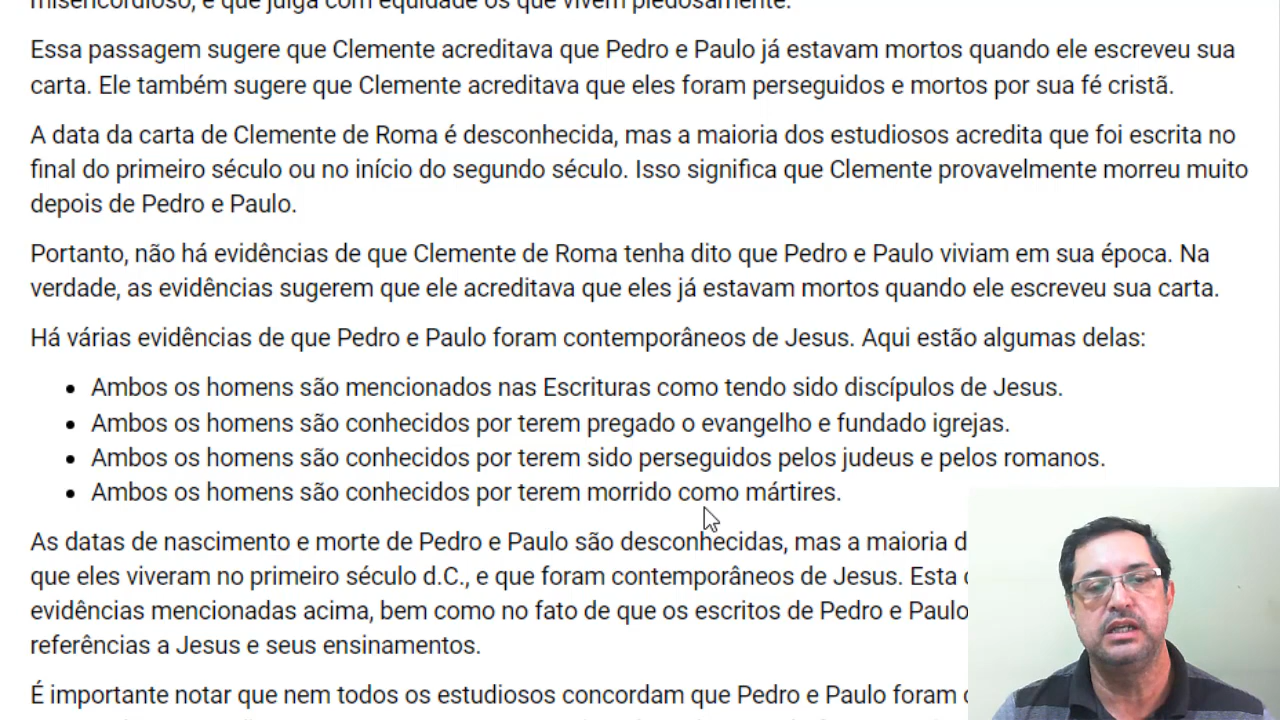 misericordioso, e que julga com equidade os que vivem piedosamente.
Essa passagem sugere que Clemente acreditava que Pedro e Paulo já estavam mortos quando ele escreveu sua
carta. Ele também sugere que Clemente acreditava que eles foram perseguidos e mortos por sua fé cristã.
A data da carta de Clemente de Roma é desconhecida, mas a maioria dos estudiosos acredita que foi escrita no
final do primeiro século ou no início do segundo século. Isso significa que Clemente provavelmente morreu muito
depois de Pedro e Paulo.
Portanto, não há evidências de que Clemente de Roma tenha dito que Pedro e Paulo viviam em sua época. Na
verdade, as evidências sugerem que ele acreditava que eles já estavam mortos quando ele escreveu sua carta.
Há várias evidências de que Pedro e Paulo foram contemporâneos de Jesus. Aqui estão algumas delas:
• Ambos os homens são mencionados nas Escrituras como tendo sido discípulos de Jesus.
• Ambos os homens são conhecidos por terem pregado o evangelho e fundado igrejas.
• Ambos os homens são conhecidos por terem sido perseguidos pelos judeus e pelos romanos.
• Ambos os homens são conhecidos por terem morrido como mártires.
As datas de nascimento e morte de Pedro e Paulo são desconhecidas, mas a maioria d
que eles viveram no primeiro século d.C., e que foram contemporâneos de Jesus. Esta
evidências mencionadas acima, bem como no fato de que os escritos de Pedro e Paulo
referências a Jesus e seus ensinamentos.
É importante notar que nem todos os estudiosos concordam que Pedro e Paulo foram